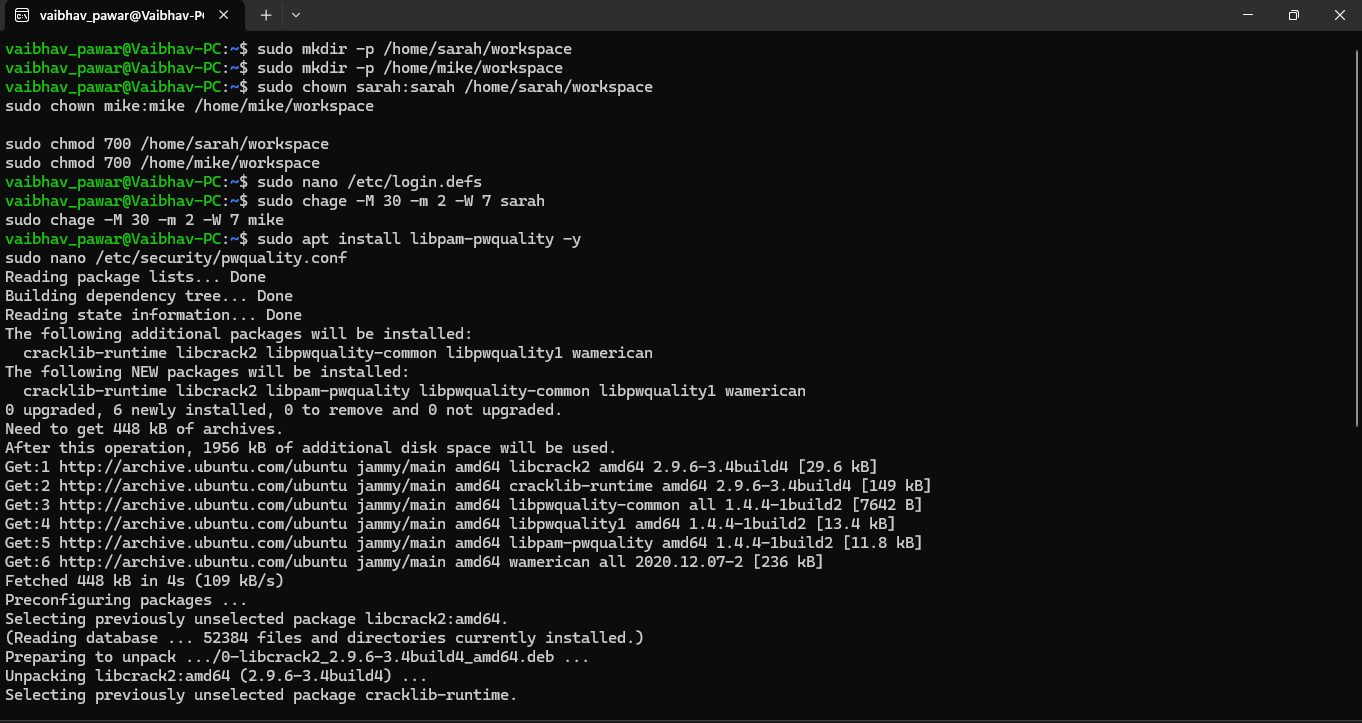 vaibhav_pawar@Vaibhav-P
vaibhav_pawar@Vaibhav-PC:~$ sudo mkdir -p /home/sarah/workspace
vaibhav_pawar@Vaibhav-PC:~$ sudo mkdir -p /home/mike/workspace
vaibhav_pawar@Vaibhav-PC:~$ sudo chown sarah:sarah /home/sarah/workspace
sudo chown mike:mike /home/mike/workspace
sudo chmod 700 /home/sarah/workspace
sudo chmod 700 /home/mike/workspace
vaibhav_pawar@Vaibhav-PC:~$ sudo nano /etc/login.defs
vaibhav_pawar@Vaibhav-PC:~$ sudo chage -M 30 -m 2 -W 7 sarah
sudo chage -M 30 -m 2 -W 7 mike
vaibhav_pawar@Vaibhav-PC:~$ sudo apt install libpam-pwquality -y
sudo nano /etc/security/pwquality.conf
Reading package lists... Done
Building dependency tree... Done
Reading state information... Done
The following additional packages will be installed:
  cracklib-runtime libcrack2 libpwquality-common libpwquality1 wamerican
The following NEW packages will be installed:
  cracklib-runtime libcrack2 libpam-pwquality libpwquality-common libpwquality1 wamerican
0 upgraded, 6 newly installed, 0 to remove and 0 not upgraded.
Need to get 448 kB of archives.
After this operation, 1956 kB of additional disk space will be used.
Get:1 http://archive.ubuntu.com/ubuntu jammy/main amd64 libcrack2 amd64 2.9.6-3.4build4 [29.6 kB]
Get:2 http://archive.ubuntu.com/ubuntu jammy/main amd64 cracklib-runtime amd64 2.9.6-3.4build4 [149 kB]
Get:3 http://archive.ubuntu.com/ubuntu jammy/main amd64 libpwquality-common all 1.4.4-1build2 [7642 B]
Get:4 http://archive.ubuntu.com/ubuntu jammy/main amd64 libpwquality1 amd64 1.4.4-1build2 [13.4 kB]
Get:5 http://archive.ubuntu.com/ubuntu jammy/main amd64 libpam-pwquality amd64 1.4.4-1build2 [11.8 kB]
Get:6 http://archive.ubuntu.com/ubuntu jammy/main amd64 wamerican all 2020.12.07-2 [236 kB]
Fetched 448 kB in 4s (109 kB/s)
Preconfiguring packages ...
Selecting previously unselected package libcrack2:amd64.
(Reading database ... 52384 files and directories currently installed.)
Preparing to unpack .../0-libcrack2_2.9.6-3.4build4_amd64.deb ...
Unpacking libcrack2:amd64 (2.9.6-3.4build4) ...
Selecting previously unselected package cracklib-runtime.